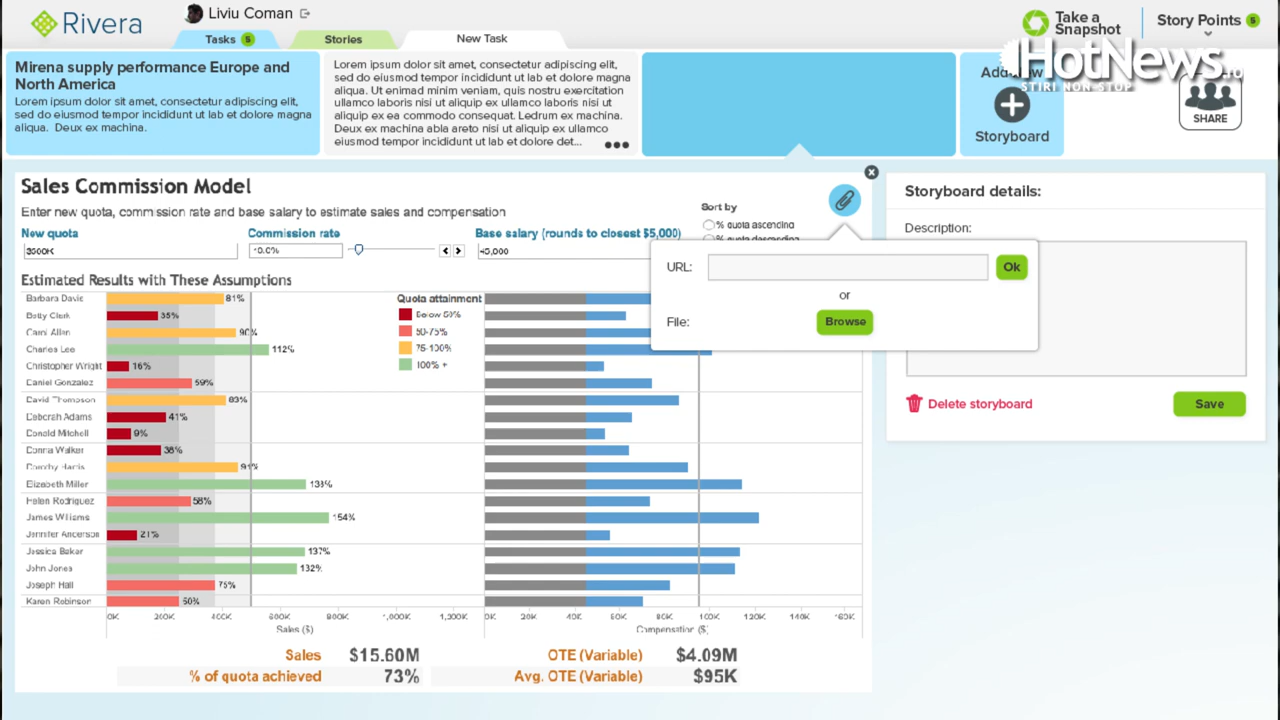 Rivera
Liviu Coman
Tasks 5
Stories
New Task
Take a Snapshot
Story Points 5
HotNews
STIRI NON-STOP
Mirena supply performance Europe and
North America
Lorem ipsum dolor sit amet, consectetur adipiscing elit,
sed do eiusmod tempor incididunt ut lab et dolore magna
aliqua. Deux ex machina.
Lorem ipsum dolor sit amet, consectetur adipiscing elit,
sed do eiusmod tempor incididunt ut lab et dolore magna
aliqua. Ut enimad minim veniam, quis nostru exercitation
ullamco laboris nisi ut aliquip ex ullamco laboris nisi ut
aliquip ex ea commodo consequat. Ledrum ex machina.
Deux ex machina abla areto nisi ut aliquip ex ullamco
eiusmod tempor incididunt ut lab et dolore det...
Storyboard
SHARE
Sales Commission Model
Enter new quota, commission rate and base salary to estimate sales and compensation
Sort by
% quota ascending
% quota descending
New quota
Commission rate
Base salary (rounds to closest $5,000)
45,000
URL:
Ok
or
File:
Browse
Storyboard details:
Description:
Delete storyboard
Save
Estimated Results with These Assumptions
Quota attainment
Below 50%
50-75%
75-100%
100% +
Barbara Davis 81%
Betty Clark 35%
Carol Allen 90%
Charles Lee 112%
Christopher Wright 16%
Daniel Gonzalez 59%
David Thompson 83%
Deborah Adams 41%
Donald Mitchell 9%
Donna Walker 38%
Dorothy Harris 91%
Elizabeth Miller 138%
Helen Rodriguez 58%
James Williams 154%
Jennifer Anderson 21%
Jessica Baker 137%
John Jones 132%
Joseph Hall 75%
Karen Robinson 50%
0K 200K 400K 600K 800K 1,000K 1,200K
Sales ($)
0K 20K 40K 60K 80K 100K 120K 140K 160K
Compensation ($)
Sales $15.60M
% of quota achieved 73%
OTE (Variable) $4.09M
Avg. OTE (Variable) $95K